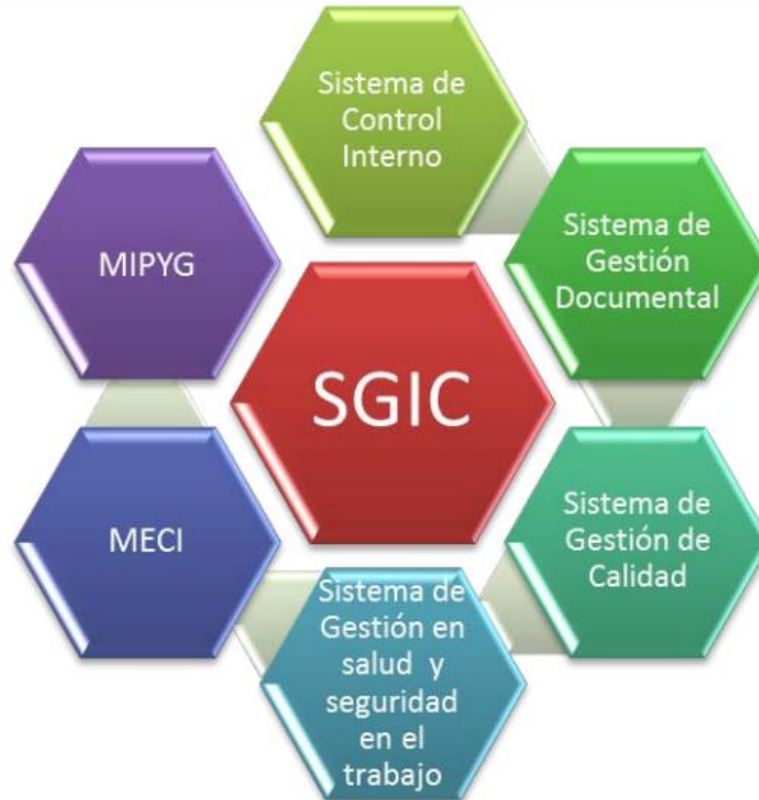 Sistema de
Control
Interno
Sistema de
Gestión
Documental
MIPYG
SGIC
MECI
Sistema de
Gestión de
Calidad
Sistema de
Gestión en
salud y
seguridad
en el
trabajo